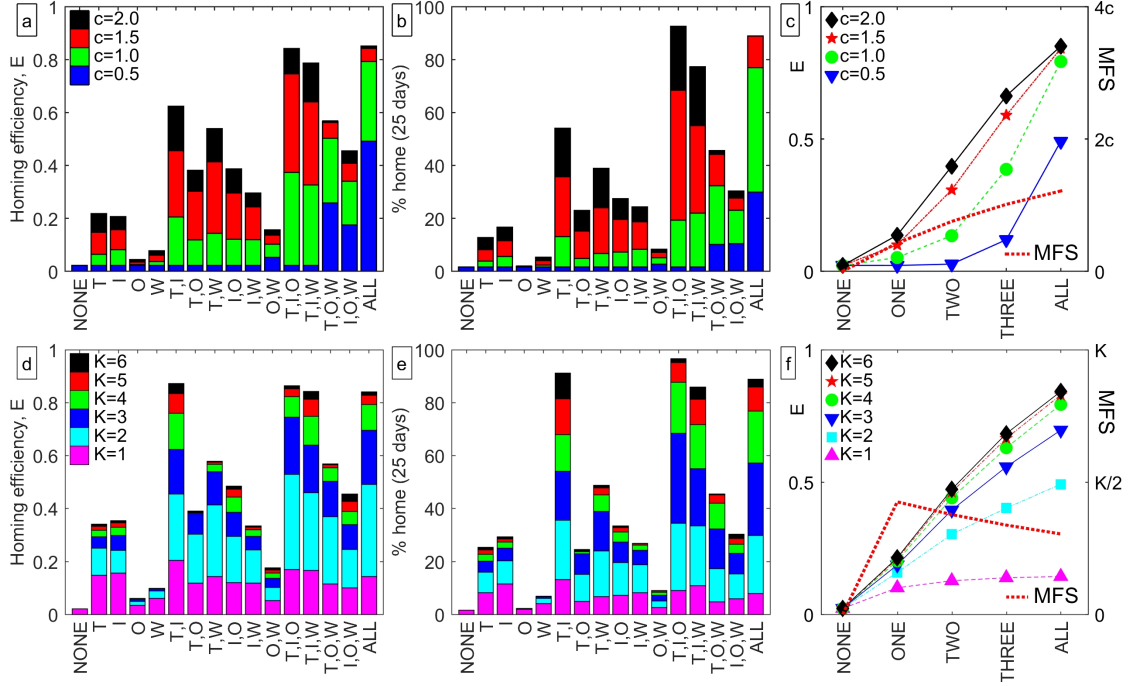 a
c=2.0
c=1.5
c=1.0
c=0.5
Homing efficiency, E
1
0.8
0.6
0.4
0.2
0
NONE
T
I
O
W
T,I
T,O
T,W
I,O
I,W
O,W
T,I,O
T,I,W
T,O,W
I,O,W
ALL
b
% home (25 days)
100
80
60
40
20
0
NONE
T
I
O
W
T,I
T,O
T,W
I,O
I,W
O,W
T,I,O
T,I,W
T,O,W
I,O,W
ALL
c
c=2.0
c=1.5
c=1.0
c=0.5
E
1
0.5
0
4c
2c
0
MFS
MFS
NONE
ONE
TWO
THREE
ALL
d
K=6
K=5
K=4
K=3
K=2
K=1
Homing efficiency, E
1
0.8
0.6
0.4
0.2
0
NONE
T
I
O
W
T,I
T,O
T,W
I,O
I,W
O,W
T,I,O
T,I,W
T,O,W
I,O,W
ALL
e
% home (25 days)
100
80
60
40
20
0
NONE
T
I
O
W
T,I
T,O
T,W
I,O
I,W
O,W
T,I,O
T,I,W
T,O,W
I,O,W
ALL
f
K=6
K=5
K=4
K=3
K=2
K=1
E
1
0.5
0
K
K/2
0
MFS
MFS
NONE
ONE
TWO
THREE
ALL